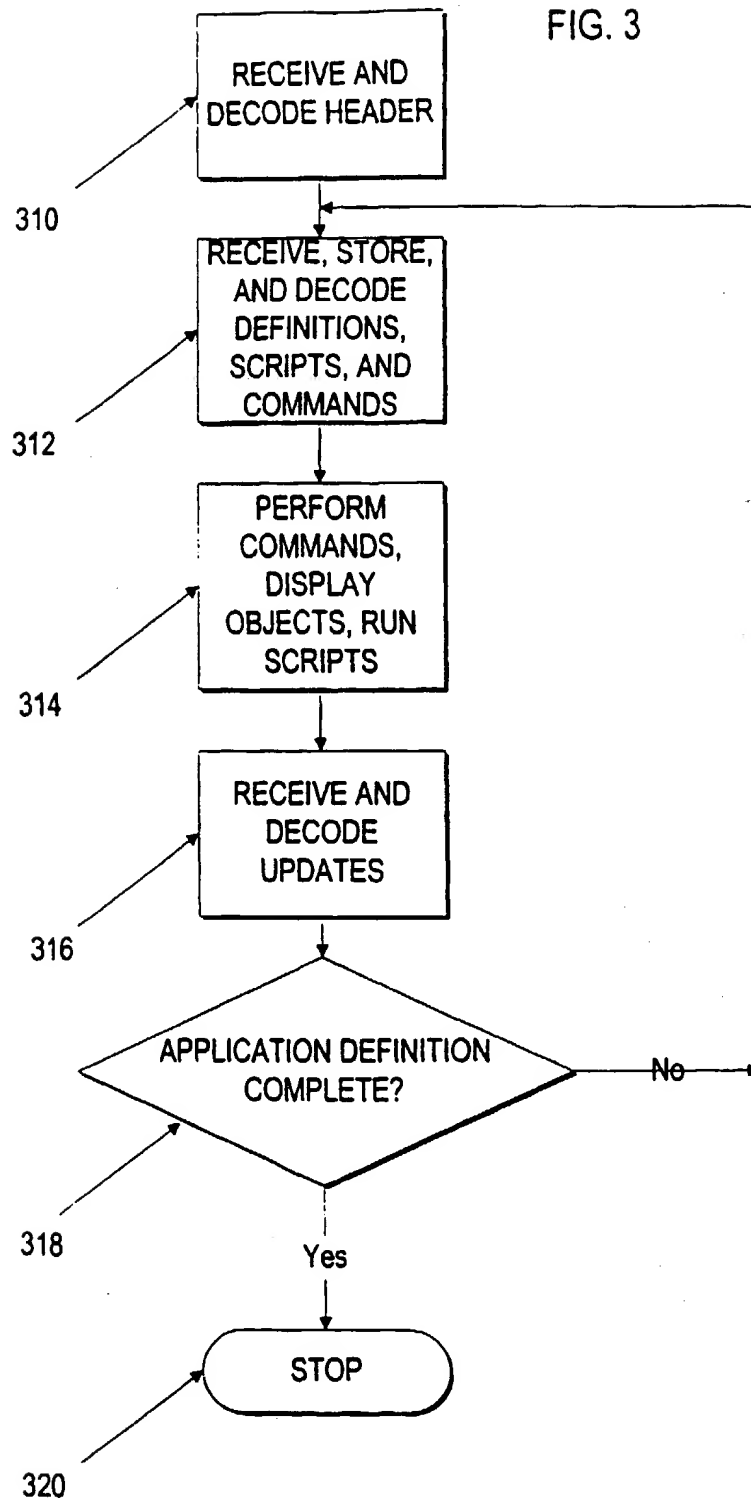 FIG. 3
RECEIVE AND
DECODE HEADER
310
RECEIVE, STORE,
AND DECODE
DEFINITIONS,
SCRIPTS, AND
COMMANDS
312
PERFORM
COMMANDS,
DISPLAY
OBJECTS, RUN
SCRIPTS
314
RECEIVE AND
DECODE
UPDATES
316
APPLICATION DEFINITION
COMPLETE?
No
318
Yes
STOP
320